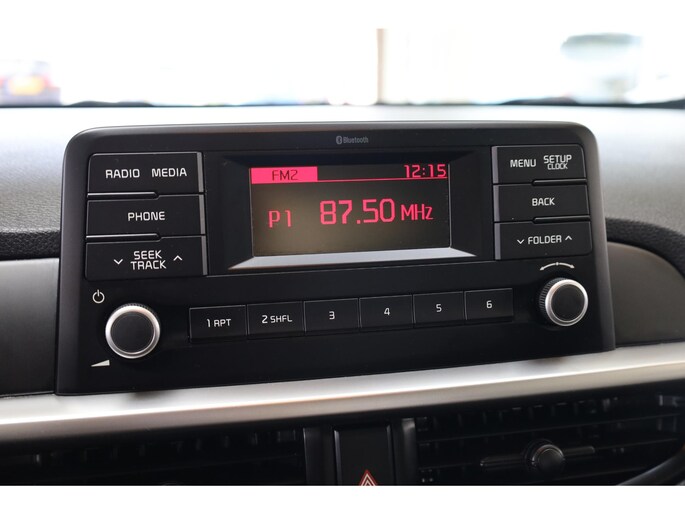 Bluetooth
RADIO MEDIA
PHONE
SEEK
TRACK
FM2 12:15
P1 87.50 MHz
MENU SETUP
CLOCK
BACK
FOLDER
1 RPT 2 SHFL 3 4 5 6